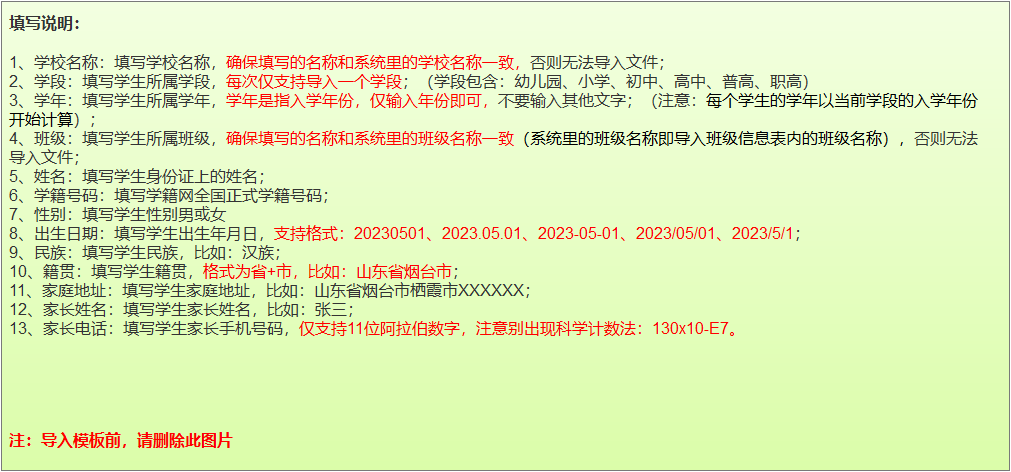 填写说明：
1、学校名称：填写学校名称，确保填写的名称和系统里的学校名称一致，否则无法导入文件；
2、学段：填写学生所属学段，每次仅支持导入一个学段；（学段包含：幼儿园、小学、初中、高中、普高、职高）
3、学年：填写学生所属学年，学年是指入学年份，仅输入年份即可，不要输入其他文字；（注意：每个学生的学年以当前学段的入学年份
开始计算）；
4、班级：填写学生所属班级，确保填写的名称和系统里的班级名称一致（系统里的班级名称即导入班级信息表内的班级名称），否则无法
导入文件；
5、姓名：填写学生身份证上的姓名；
6、学籍号码：填写学籍网全国正式学籍号码；
7、性别：填写学生性别男或女
8、出生日期：填写学生出生年月日，支持格式：20230501、2023.05.01、2023-05-01、2023/05/01、2023/5/1；
9、民族：填写学生民族，比如：汉族；
10、籍贯：填写学生籍贯，格式为省+市，比如：山东省烟台市；
11、家庭地址：填写学生家庭地址，比如：山东省烟台市栖霞市XXXXXX；
12、家长姓名：填写学生家长姓名，比如：张三；
13、家长电话：填写学生家长手机号码，仅支持11位阿拉伯数字，注意别出现科学计数法：130x10-E7。
注：导入模板前，请删除此图片